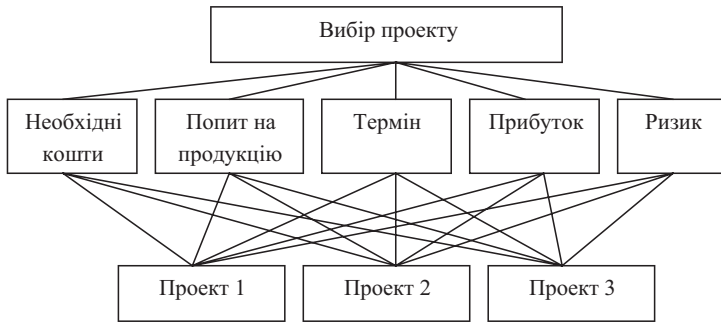 Вибір проекту
Необхідні
кошти
Попит на
продукцію
Термін
Прибуток
Ризик
Проект 1
Проект 2
Проект 3